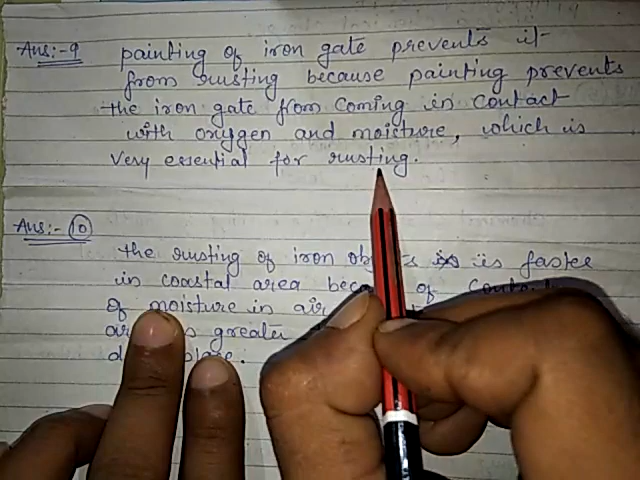 Ans:-9 painting of iron gate prevents it
from rusting because painting prevents
the iron gate from coming in contact
with oxygen and moisture, which is
very essential for rusting.
Ans:- 10
the rusting of iron is faster
in coastal area of
of moisture in air
greater